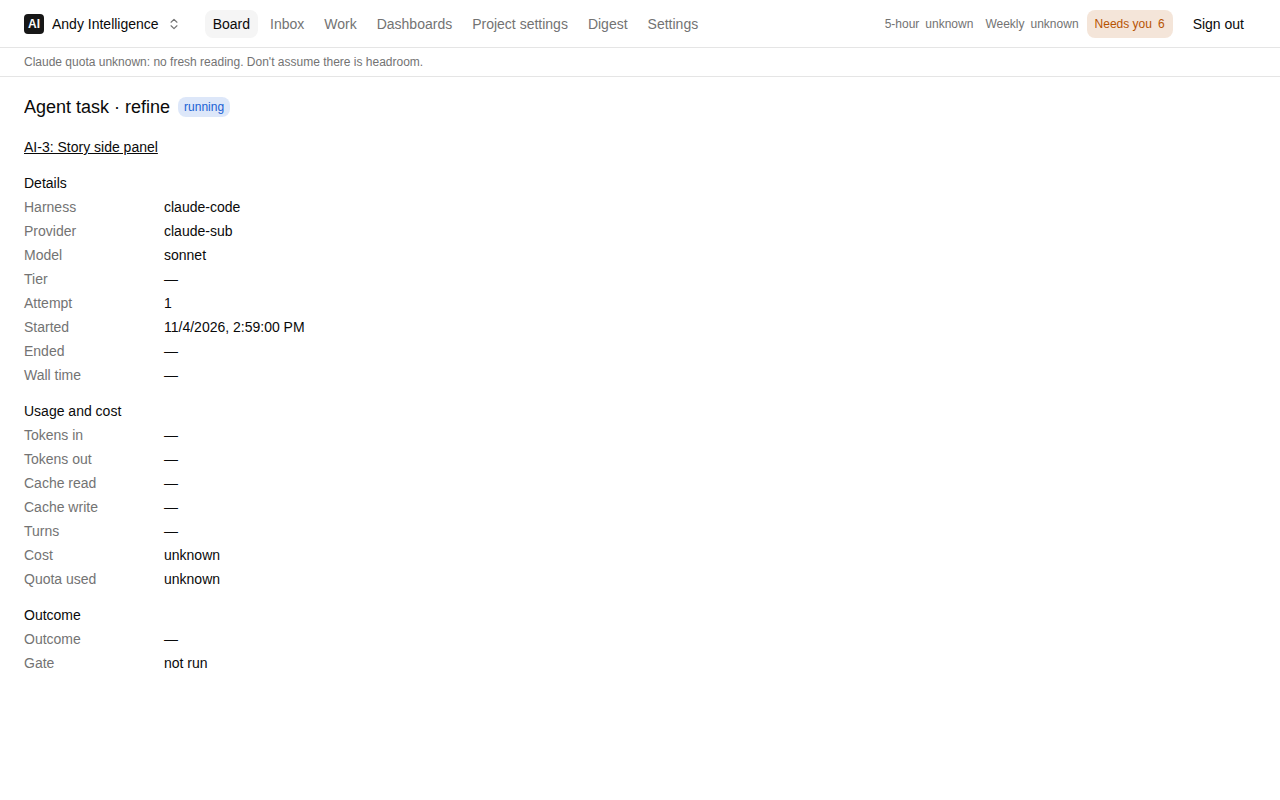 AI Andy Intelligence Board Inbox Work Dashboards Project settings Digest Settings 5-hour unknown Weekly unknown Needs you 6 Sign out
Claude quota unknown: no fresh reading. Don't assume there is headroom.
Agent task · refine running
AI-3: Story side panel
Details
Harness claude-code
Provider claude-sub
Model sonnet
Tier —
Attempt 1
Started 11/4/2026, 2:59:00 PM
Ended —
Wall time —
Usage and cost
Tokens in —
Tokens out —
Cache read —
Cache write —
Turns —
Cost unknown
Quota used unknown
Outcome
Outcome —
Gate not run